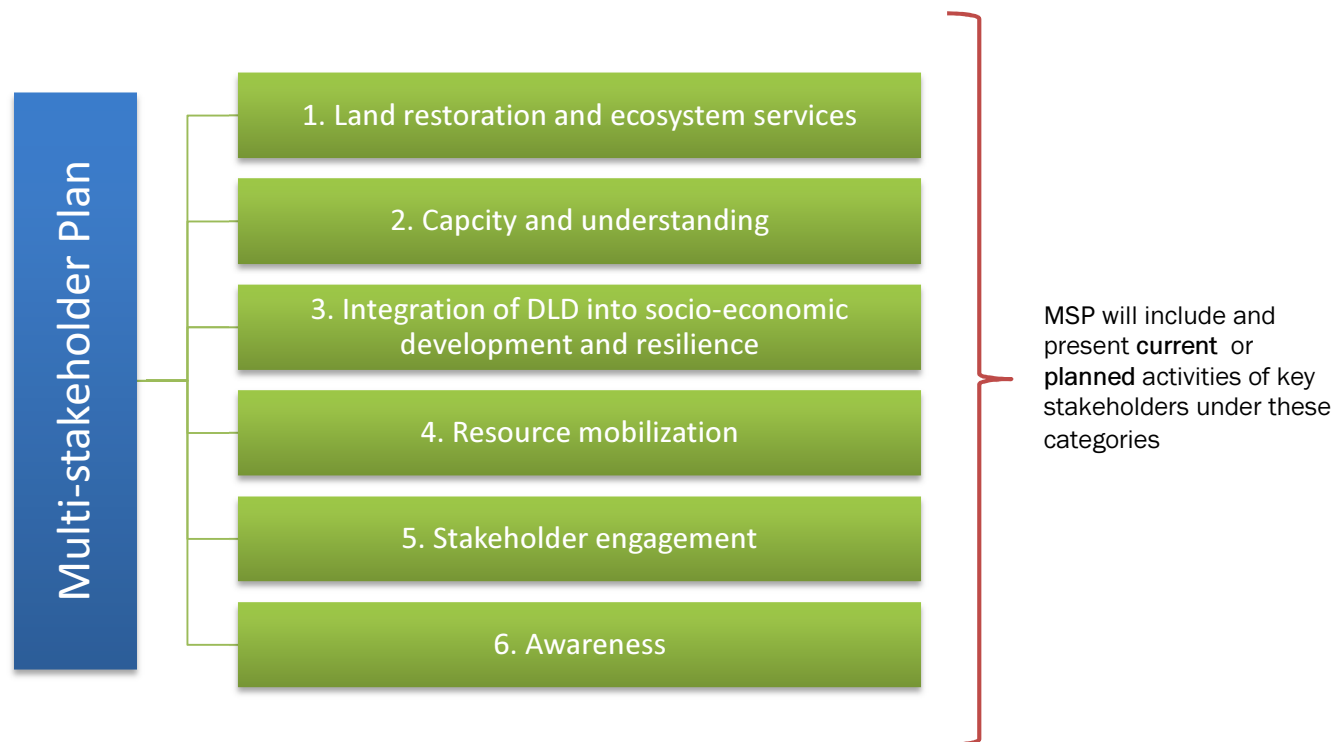 Multi-stakeholder Plan
1. Land restoration and ecosystem services
2. Capcity and understanding
3. Integration of DLD into socio-economic
development and resilience
4. Resource mobilization
5. Stakeholder engagement
6. Awareness
MSP will include and
present current or
planned activities of key
stakeholders under these
categories